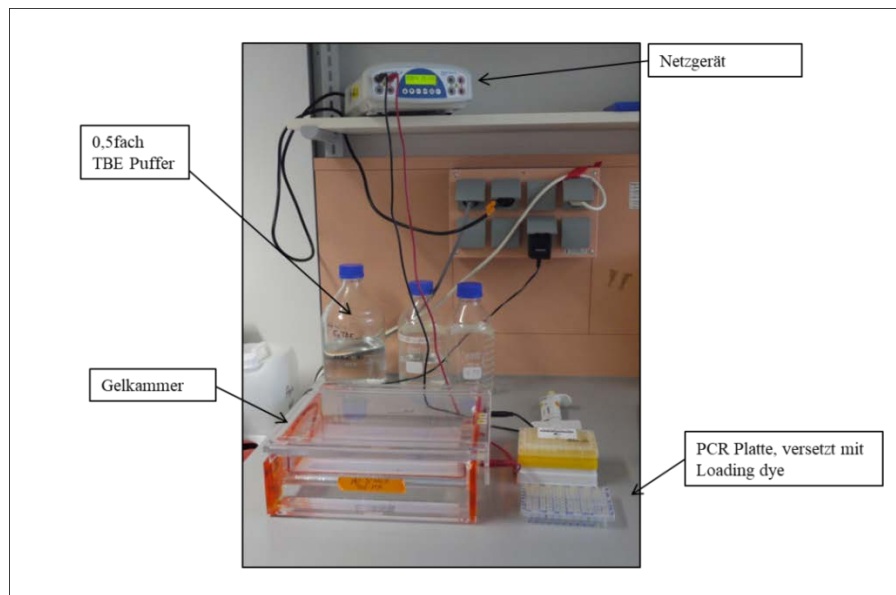 Netzgerät
0,5fach
TBE Puffer
Gelkammer
PCR Platte, versetzt mit
Loading dye